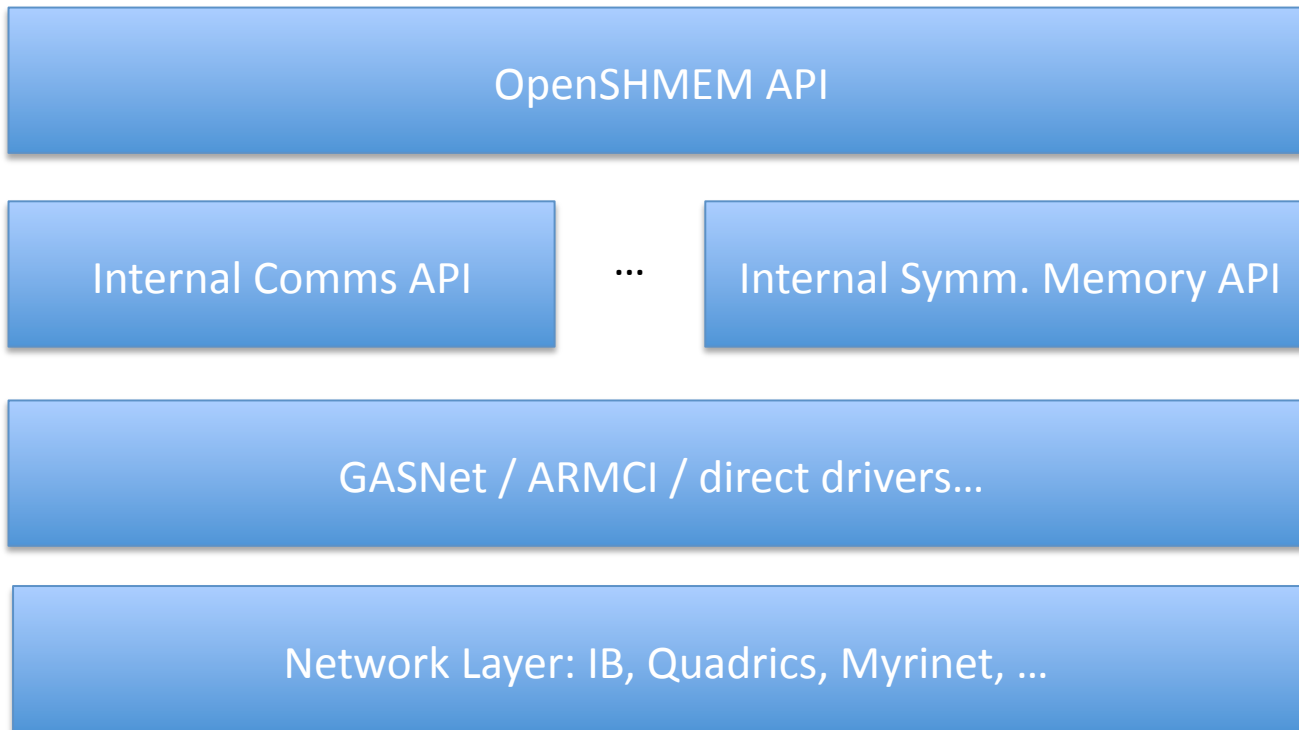 OpenSHMEM API
Internal Comms API
…
Internal Symm. Memory API
GASNet / ARMCI / direct drivers…
Network Layer: IB, Quadrics, Myrinet, …